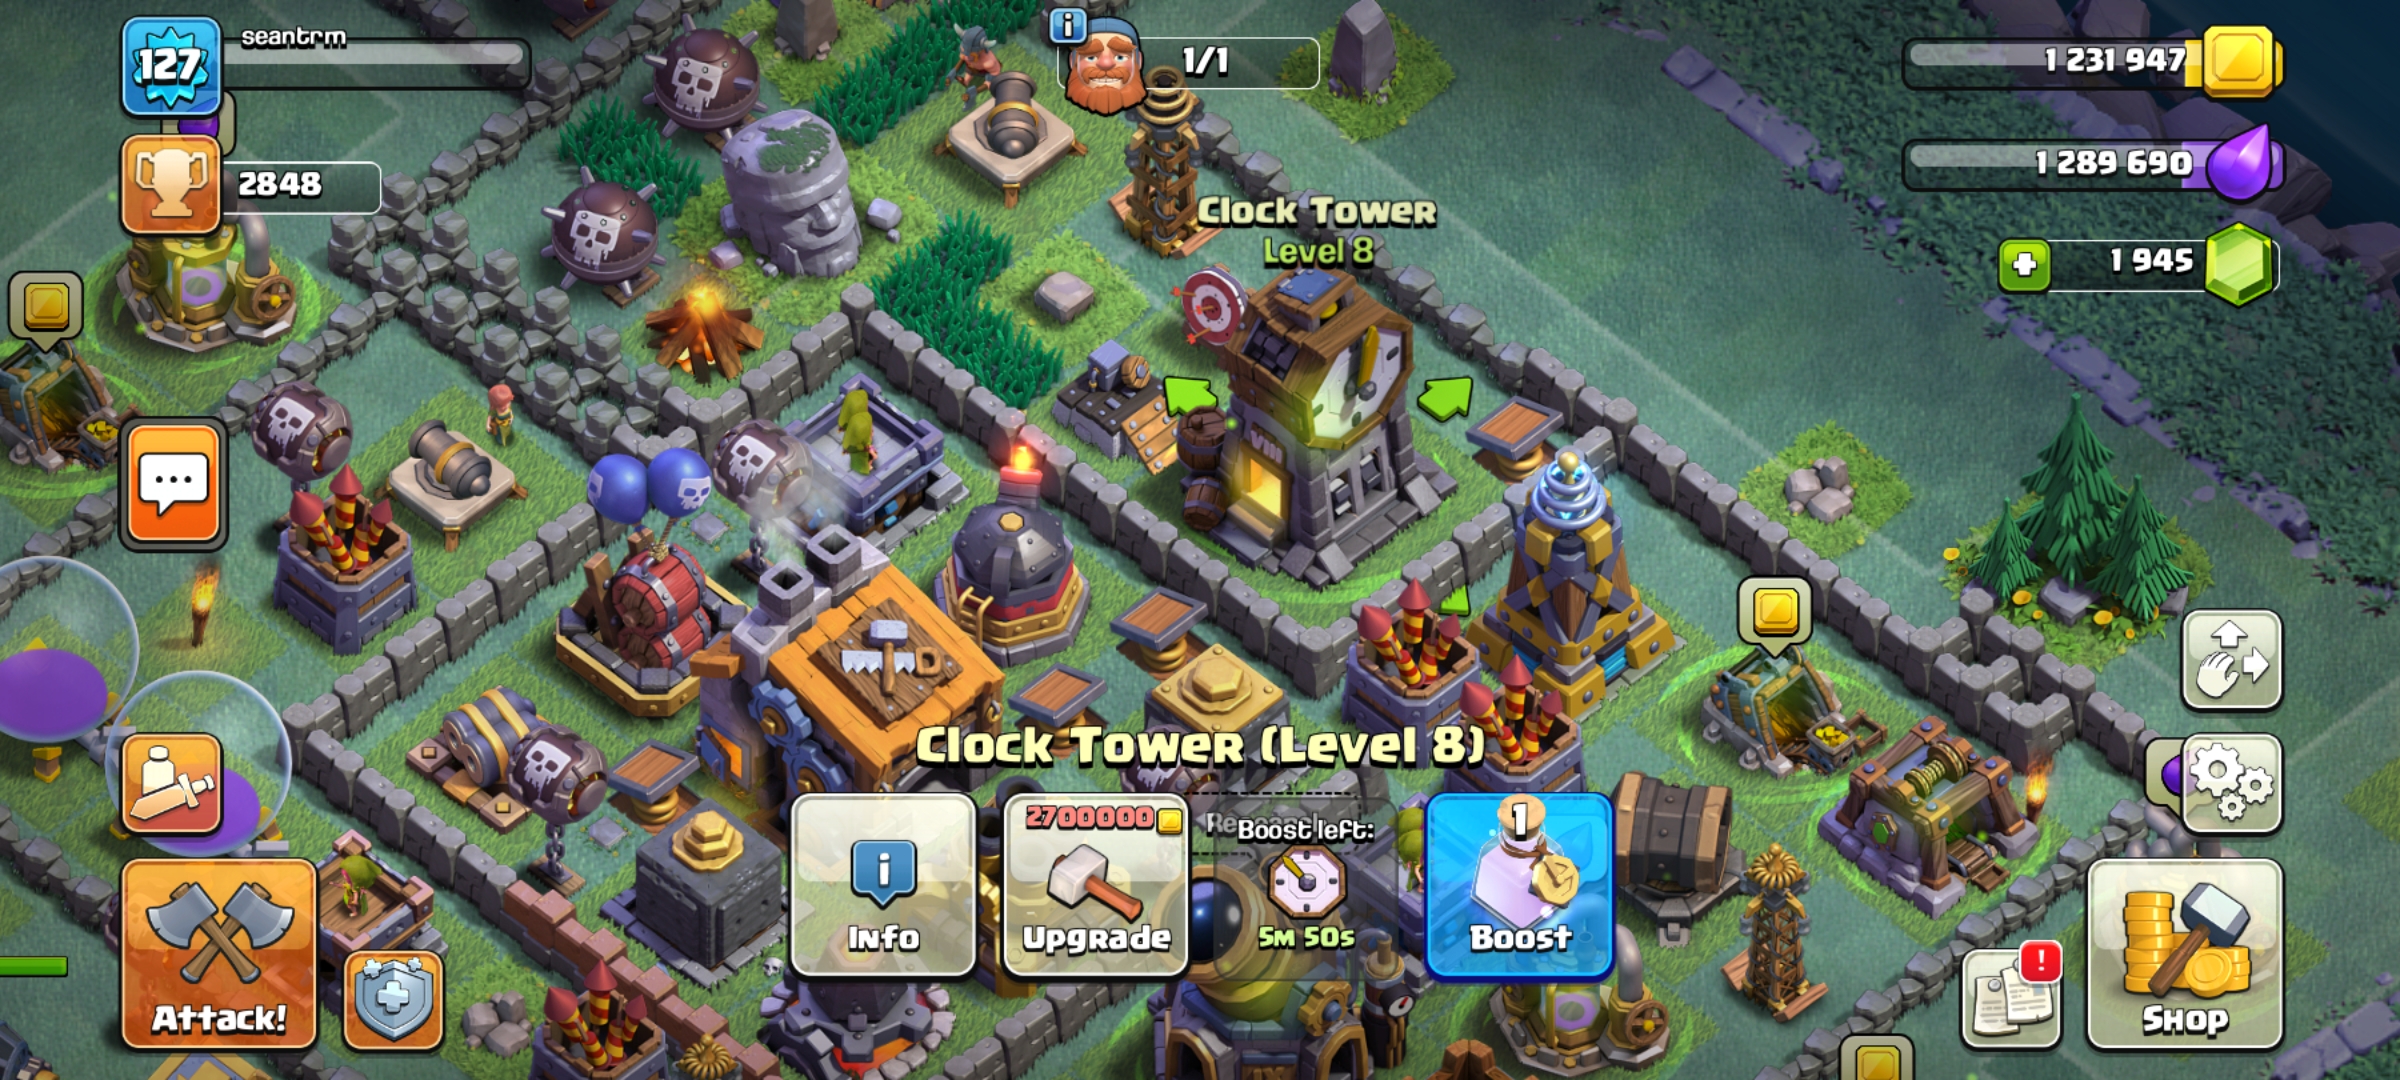 127
seantrm
1/1
1 231 947
2848
1 289 690
Clock Tower
Level 8
1 945
VIII
Clock Tower (Level 8)
2700000
Boost left:
1
Info
Upgrade
5m 50s
Boost
Attack!
!
Shop